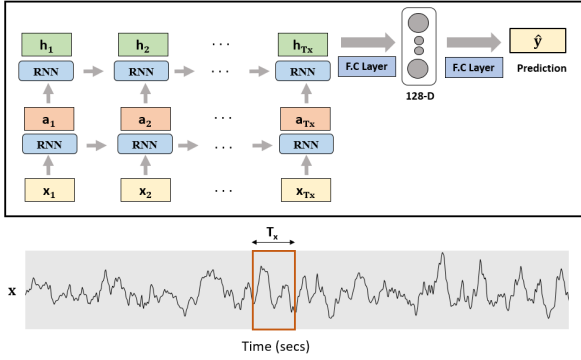 h1 h2 . . . hTx
RNN RNN . . . RNN
F.C Layer F.C Layer ŷ
128-D Prediction
a1 a2 . . . aTx
RNN RNN . . . RNN
x1 x2 . . . xTx
Tx
x
Time (secs)